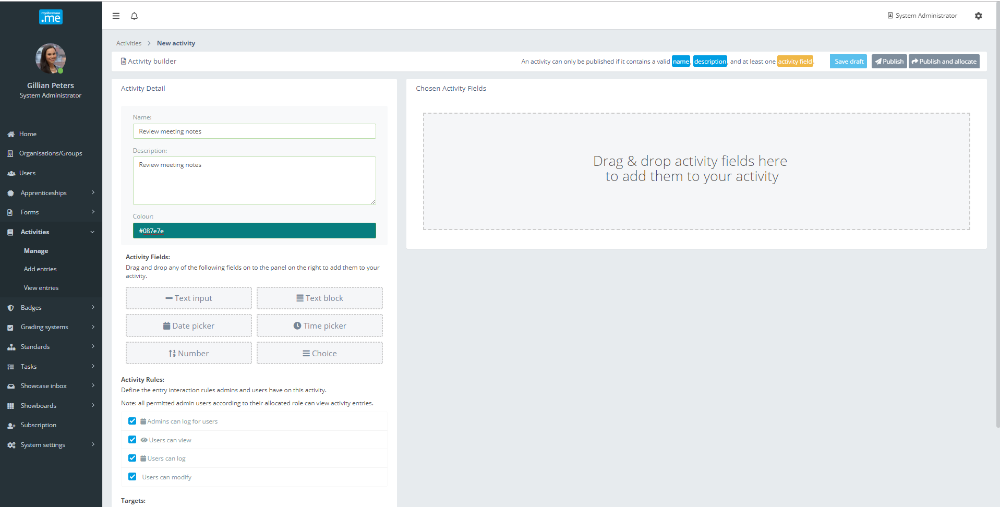 myshowcase
.me
System Administrator
Gillian Peters
System Administrator
Home
Organisations/Groups
Users
Apprenticeships
Forms
Activities
Manage
Add entries
View entries
Badges
Grading systems
Standards
Tasks
Showcase inbox
Showboards
Subscription
System settings
Activities > New activity
Activity builder
An activity can only be published if it contains a valid name, description, and at least one activity field.
Save draft
Publish
Publish and allocate
Activity Detail
Name:
Review meeting notes
Description:
Review meeting notes
Colour:
#087e7e
Activity Fields:
Drag and drop any of the following fields on to the panel on the right to add them to your
activity.
Text input
Text block
Date picker
Time picker
Number
Choice
Activity Rules:
Define the entry interaction rules admins and users have on this activity.
Note: all permitted admin users according to their allocated role can view activity entries.
Admins can log for users
Users can view
Users can log
Users can modify
Targets:
Chosen Activity Fields
Drag & drop activity fields here
to add them to your activity